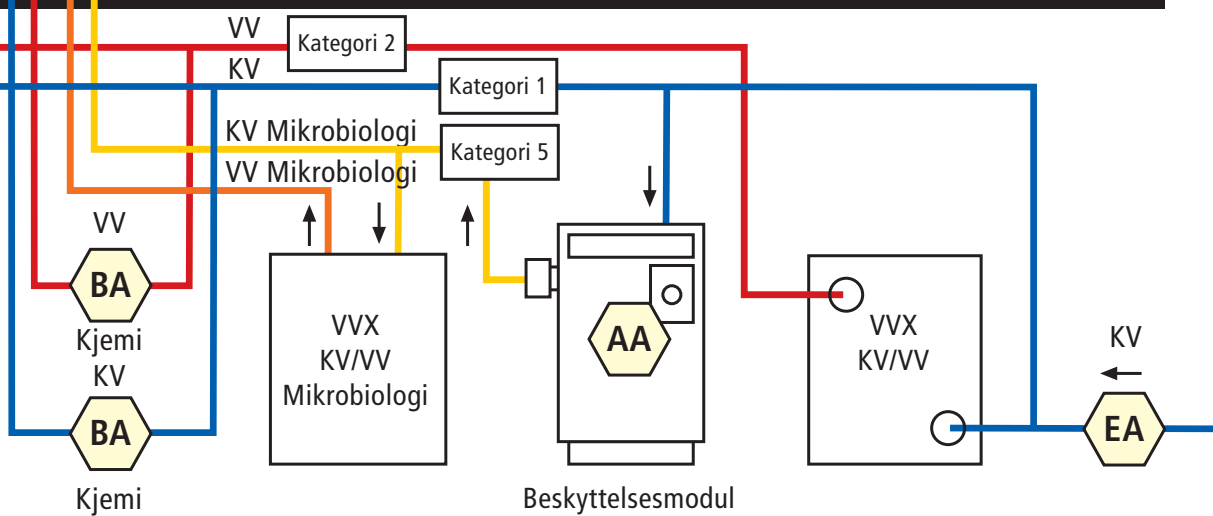 VV
Kategori 2
KV
Kategori 1
KV Mikrobiologi
Kategori 5
VV Mikrobiologi
VV
BA
Kjemi
KV
BA
Kjemi
VVX
KV/VV
Mikrobiologi
AA
Beskyttelsesmodul
VVX
KV/VV
KV
EA